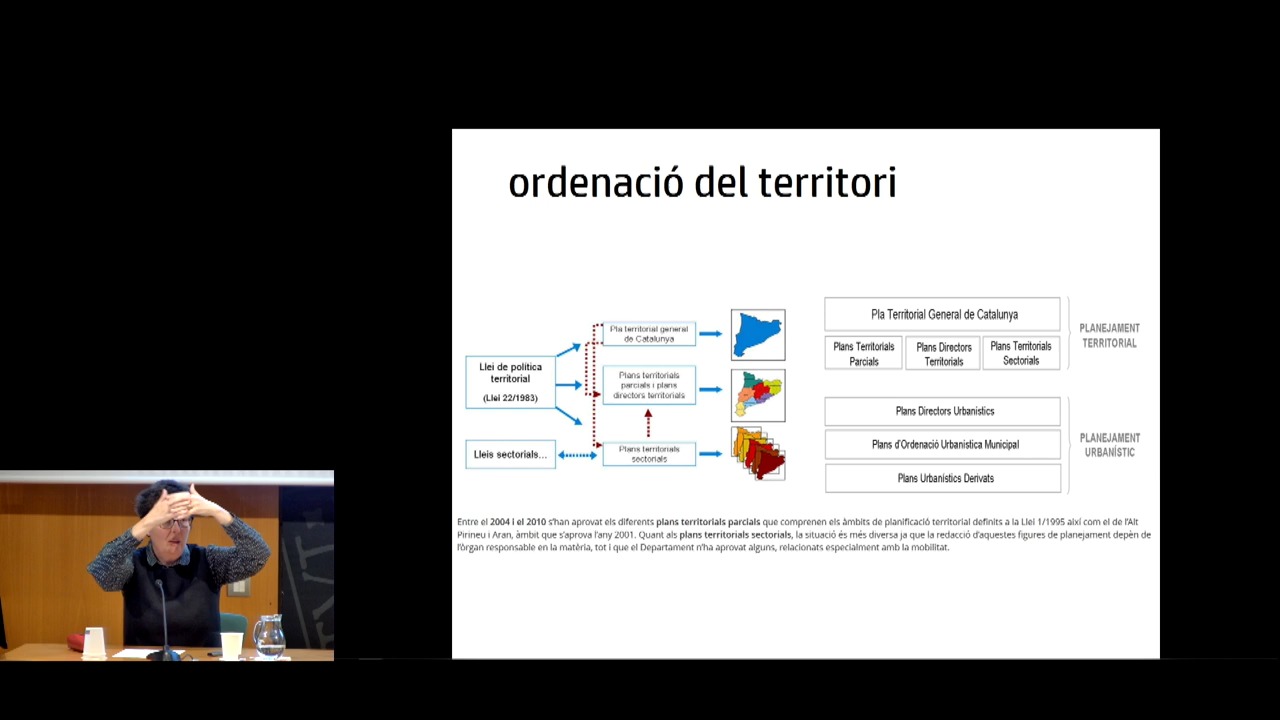 ordenació del territori
Llei de política
territorial
(Llei 22/1983)
Lleis sectorials...
Pla territorial general
de Catalunya
Plans territorials
parcials i plans
directors territorials
Plans territorials
sectorials
Pla Territorial General de Catalunya
Plans Territorials
Parcials
Plans Directors
Territorials
Plans Territorials
Sectorials
PLANEJAMENT
TERRITORIAL
Plans Directors Urbanístics
Plans d'Ordenació Urbanística Municipal
Plans Urbanístics Derivats
PLANEJAMENT
URBANÍSTIC
Entre el 2004 i el 2010 s'han aprovat els diferents plans territorials parcials que comprenen els àmbits de planificació territorial definits a la Llei 1/1995 així com el de l'Alt
Pirineu i Aran, àmbit que s'aprova l'any 2001. Quant als plans territorials sectorials, la situació és més diversa ja que la redacció d'aquestes figures de planejament depèn de
l'òrgan responsable en la matèria, tot i que el Departament n'ha aprovat alguns, relacionats especialment amb la mobilitat.